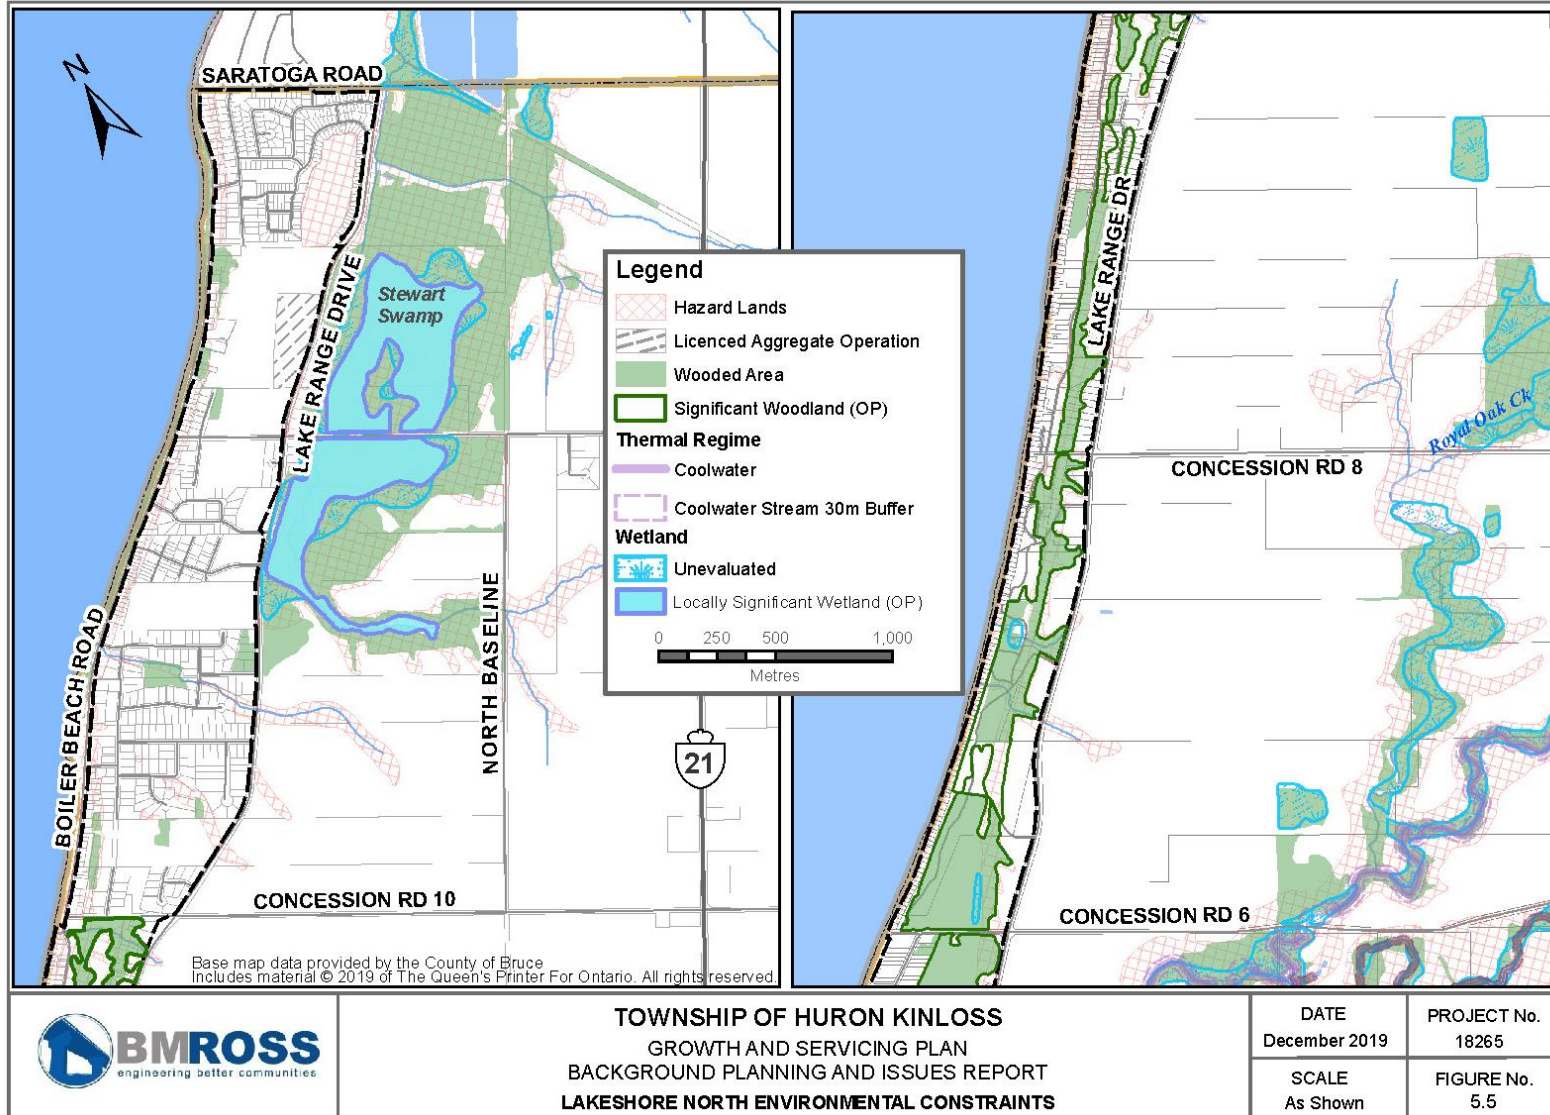 N
SARATOGA ROAD
Stewart
Swamp
LAKE RANGE DRIVE
BOILER BEACH ROAD
NORTH BASELINE
21
CONCESSION RD 10
Base map data provided by the County of Bruce
Includes material © 2019 of The Queen's Printer For Ontario. All rights reserved.
Legend
Hazard Lands
Licenced Aggregate Operation
Wooded Area
Significant Woodland (OP)
Thermal Regime
Coolwater
Coolwater Stream 30m Buffer
Wetland
Unevaluated
Locally Significant Wetland (OP)
0 250 500 1,000
Metres
LAKE RANGE DR
Royal Oak Ck
CONCESSION RD 8
CONCESSION RD 6
BMROSS
engineering better communities
TOWNSHIP OF HURON KINLOSS
GROWTH AND SERVICING PLAN
BACKGROUND PLANNING AND ISSUES REPORT
LAKESHORE NORTH ENVIRONMENTAL CONSTRAINTS
DATE
December 2019
PROJECT No.
18265
SCALE
As Shown
FIGURE No.
5.5